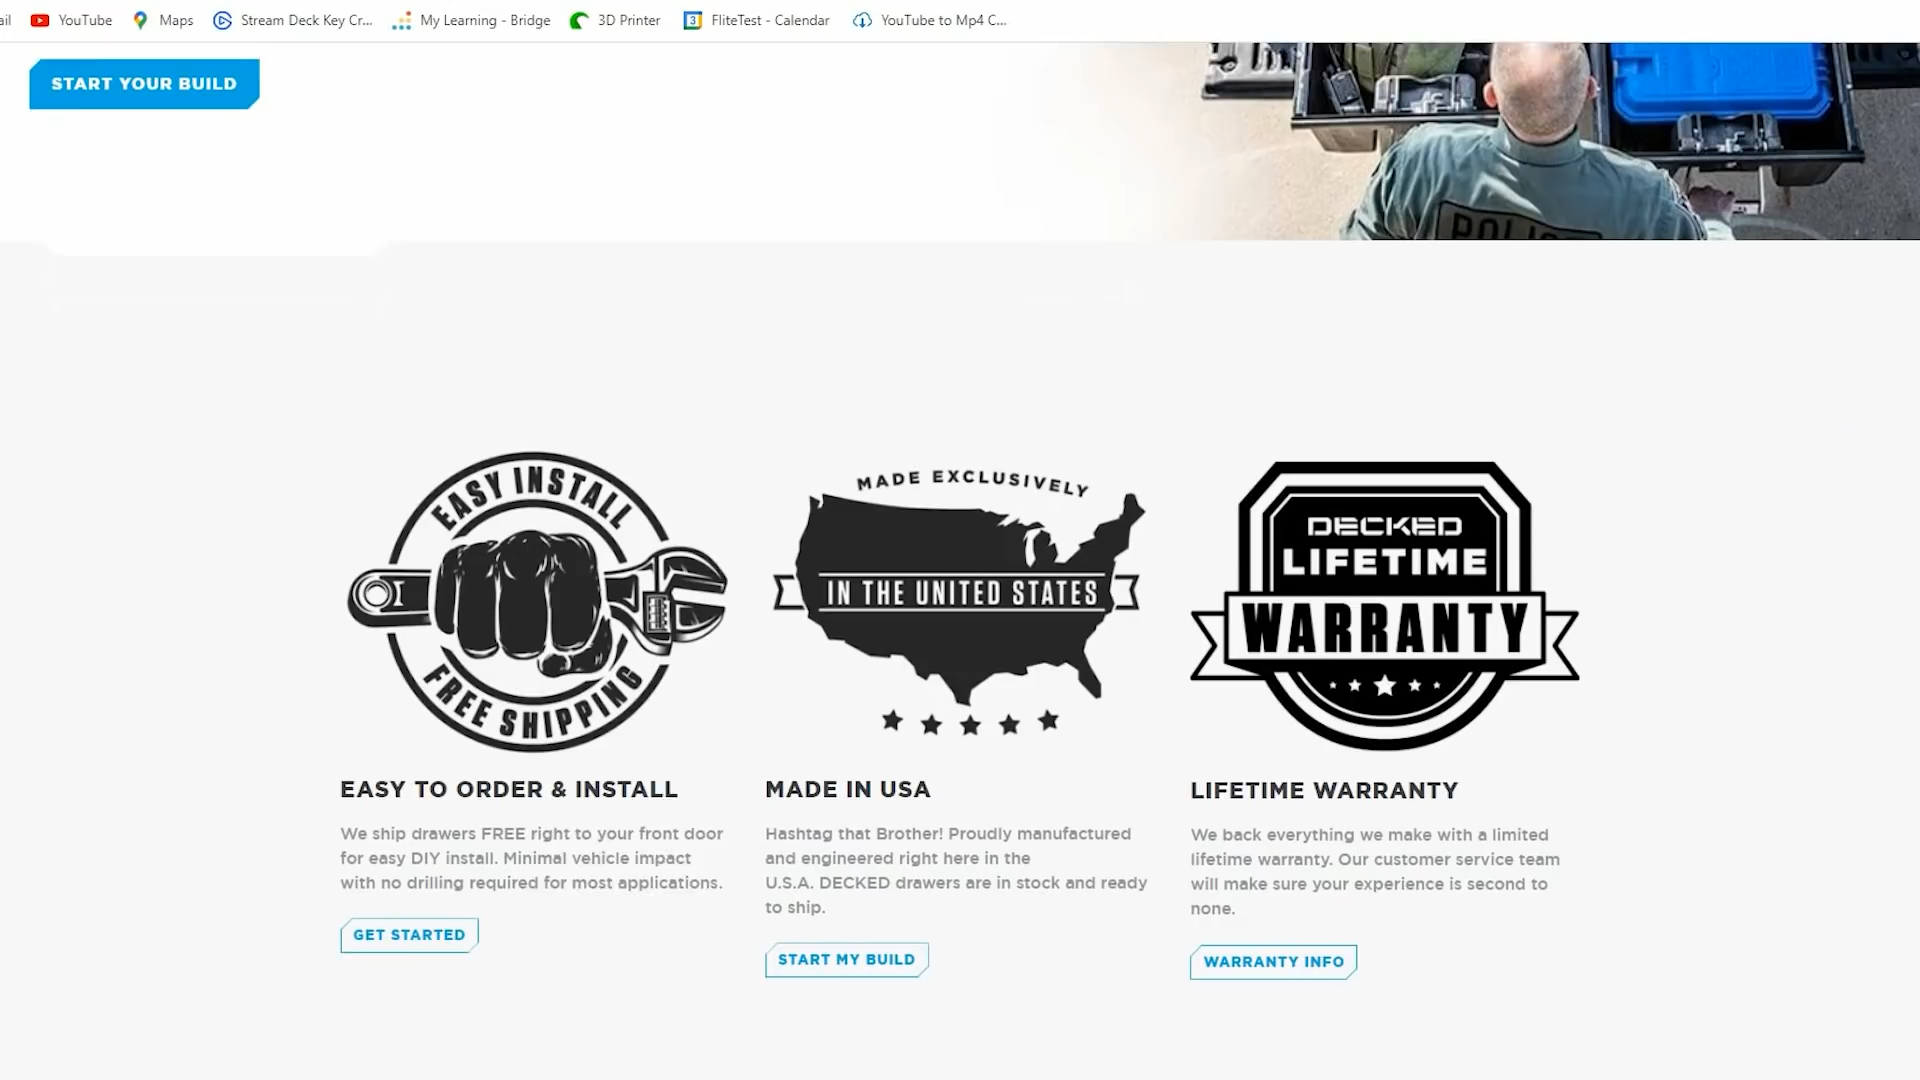 ail YouTube Maps Stream Deck Key Cr... My Learning - Bridge 3D Printer 3 FliteTest - Calendar YouTube to Mp4 C...
START YOUR BUILD
POLICE
EASY INSTALL
FREE SHIPPING
MADE EXCLUSIVELY
IN THE UNITED STATES
DECKED
LIFETIME
WARRANTY
EASY TO ORDER & INSTALL
We ship drawers FREE right to your front door
for easy DIY install. Minimal vehicle impact
with no drilling required for most applications.
GET STARTED
MADE IN USA
Hashtag that Brother! Proudly manufactured
and engineered right here in the
U.S.A. DECKED drawers are in stock and ready
to ship.
START MY BUILD
LIFETIME WARRANTY
We back everything we make with a limited
lifetime warranty. Our customer service team
will make sure your experience is second to
none.
WARRANTY INFO